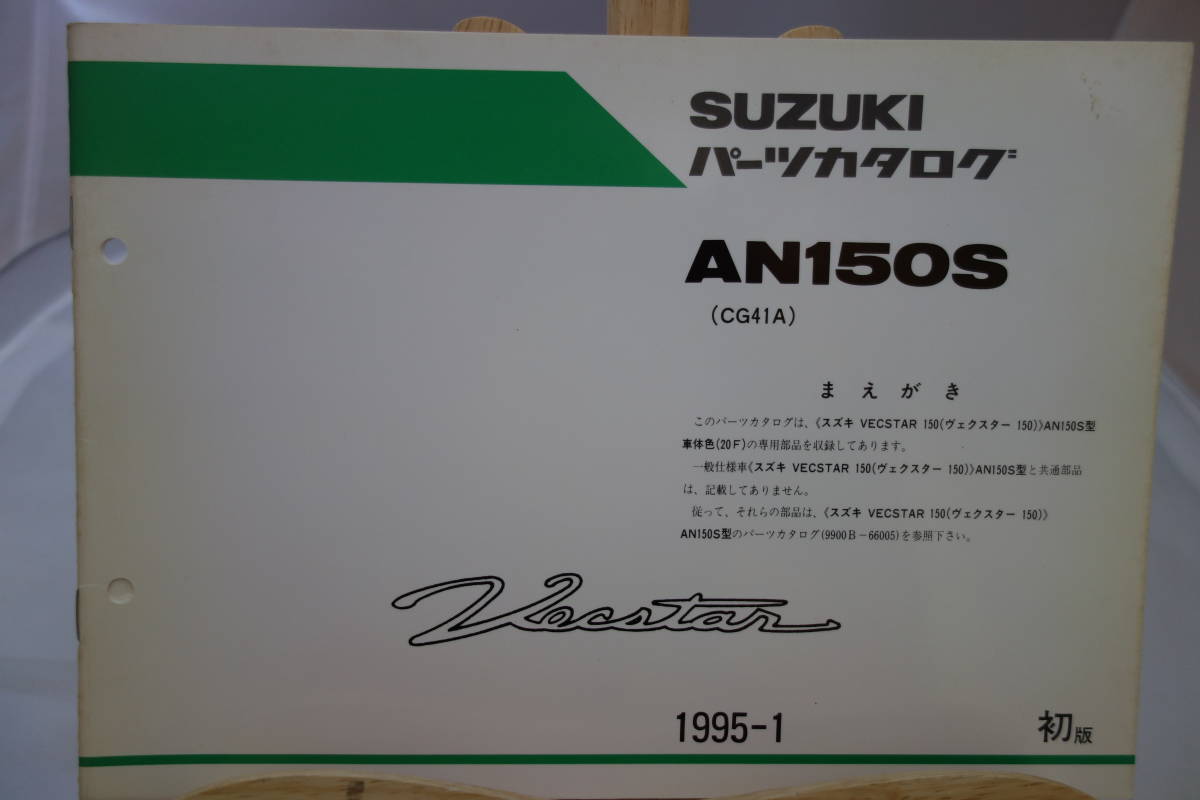 SUZUKI
パーツカタログ
AN150S
(CG41A)
まえがき
このパーツカタログは、《スズキ VECSTAR 150(ヴェクスター 150)》AN150S型
車体色(20F)の専用部品を収録してあります。
一般仕様車《スズキ VECSTAR 150(ヴェクスター 150)》AN150S型と共通部品
は、記載してありません。
従って、それらの部品は、《スズキ VECSTAR 150(ヴェクスター 150)》
AN150S型のパーツカタログ(9900B-66005)を参照下さい。
Vecstar
1995-1
初版